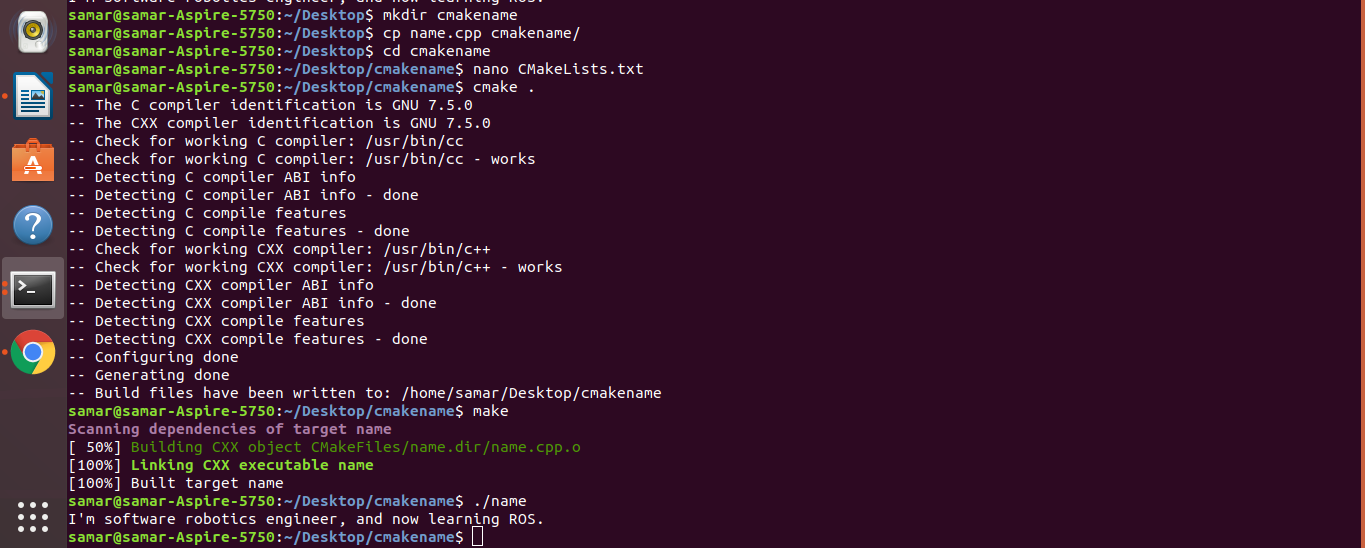 I'm software robotics engineer, and now learning ROS.
samar@samar-Aspire-5750:~/Desktop$ mkdir cmakename
samar@samar-Aspire-5750:~/Desktop$ cp name.cpp cmakename/
samar@samar-Aspire-5750:~/Desktop$ cd cmakename
samar@samar-Aspire-5750:~/Desktop/cmakename$ nano CMakeLists.txt
samar@samar-Aspire-5750:~/Desktop/cmakename$ cmake .
-- The C compiler identification is GNU 7.5.0
-- The CXX compiler identification is GNU 7.5.0
-- Check for working C compiler: /usr/bin/cc
-- Check for working C compiler: /usr/bin/cc - works
-- Detecting C compiler ABI info
-- Detecting C compiler ABI info - done
-- Detecting C compile features
-- Detecting C compile features - done
-- Check for working CXX compiler: /usr/bin/c++
-- Check for working CXX compiler: /usr/bin/c++ - works
-- Detecting CXX compiler ABI info
-- Detecting CXX compiler ABI info - done
-- Detecting CXX compile features
-- Detecting CXX compile features - done
-- Configuring done
-- Generating done
-- Build files have been written to: /home/samar/Desktop/cmakename
samar@samar-Aspire-5750:~/Desktop/cmakename$ make
Scanning dependencies of target name
[ 50%] Building CXX object CMakeFiles/name.dir/name.cpp.o
[100%] Linking CXX executable name
[100%] Built target name
samar@samar-Aspire-5750:~/Desktop/cmakename$ ./name
I'm software robotics engineer, and now learning ROS.
samar@samar-Aspire-5750:~/Desktop/cmakename$